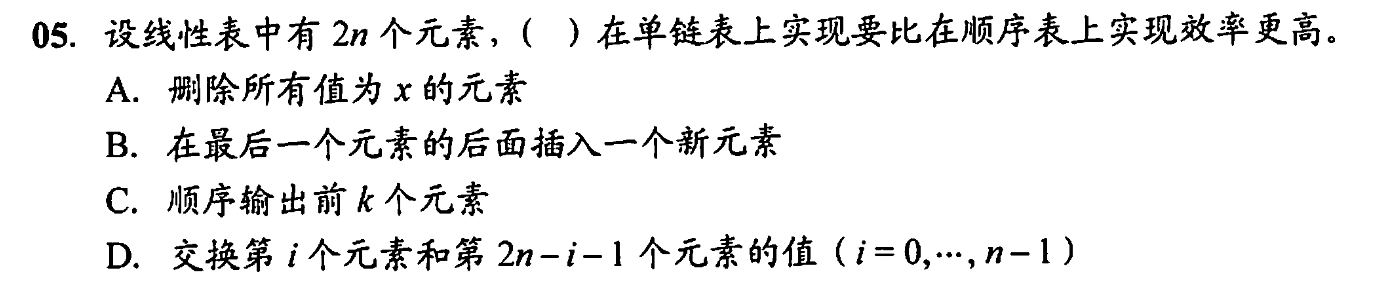 05. 设线性表中有 2n 个元素，（ ）在单链表上实现要比在顺序表上实现效率更高。
A. 删除所有值为 x 的元素
B. 在最后一个元素的后面插入一个新元素
C. 顺序输出前 k 个元素
D. 交换第 i 个元素和第 2n-i-1 个元素的值（i=0,…,n-1）